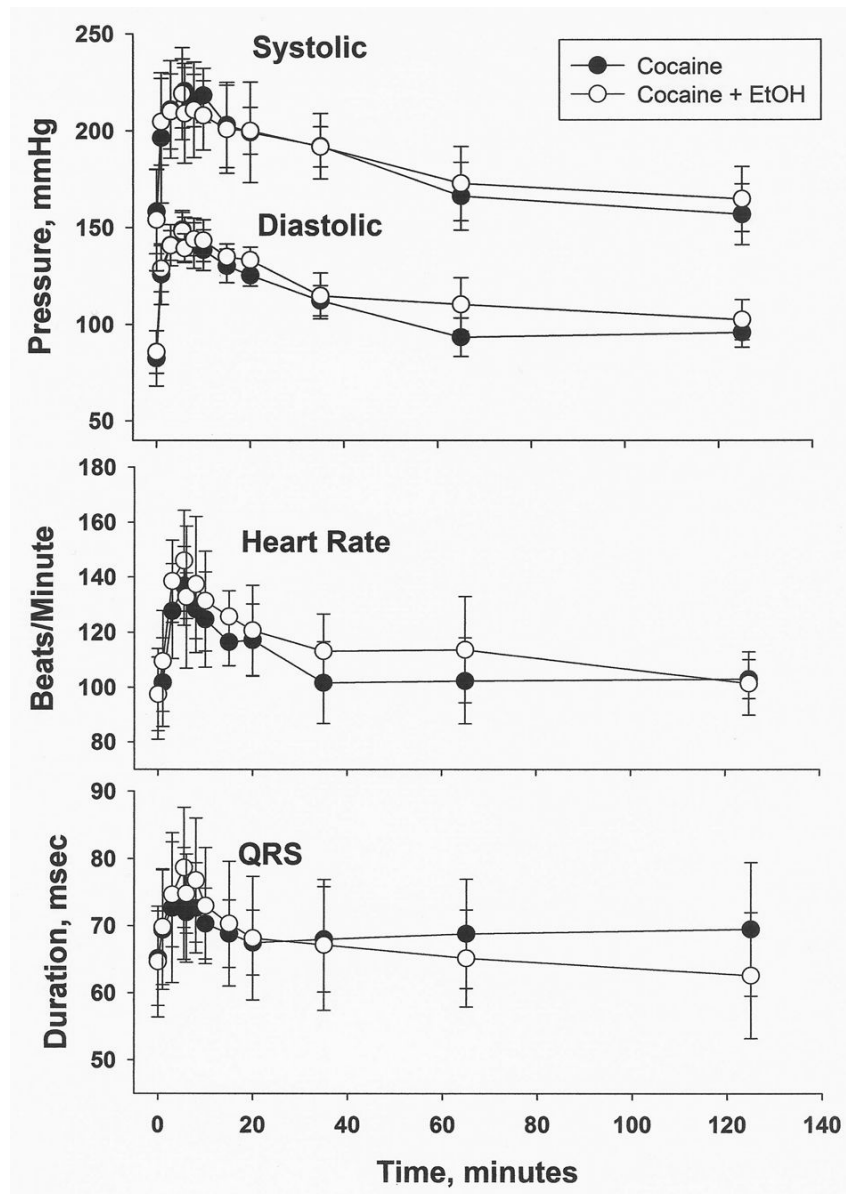 Systolic
Cocaine
Cocaine + EtOH
Diastolic
Pressure, mmHg
250
200
150
100
50
Heart Rate
Beats/Minute
180
160
140
120
100
80
QRS
Duration, msec
90
80
70
60
50
0 20 40 60 80 100 120 140
Time, minutes